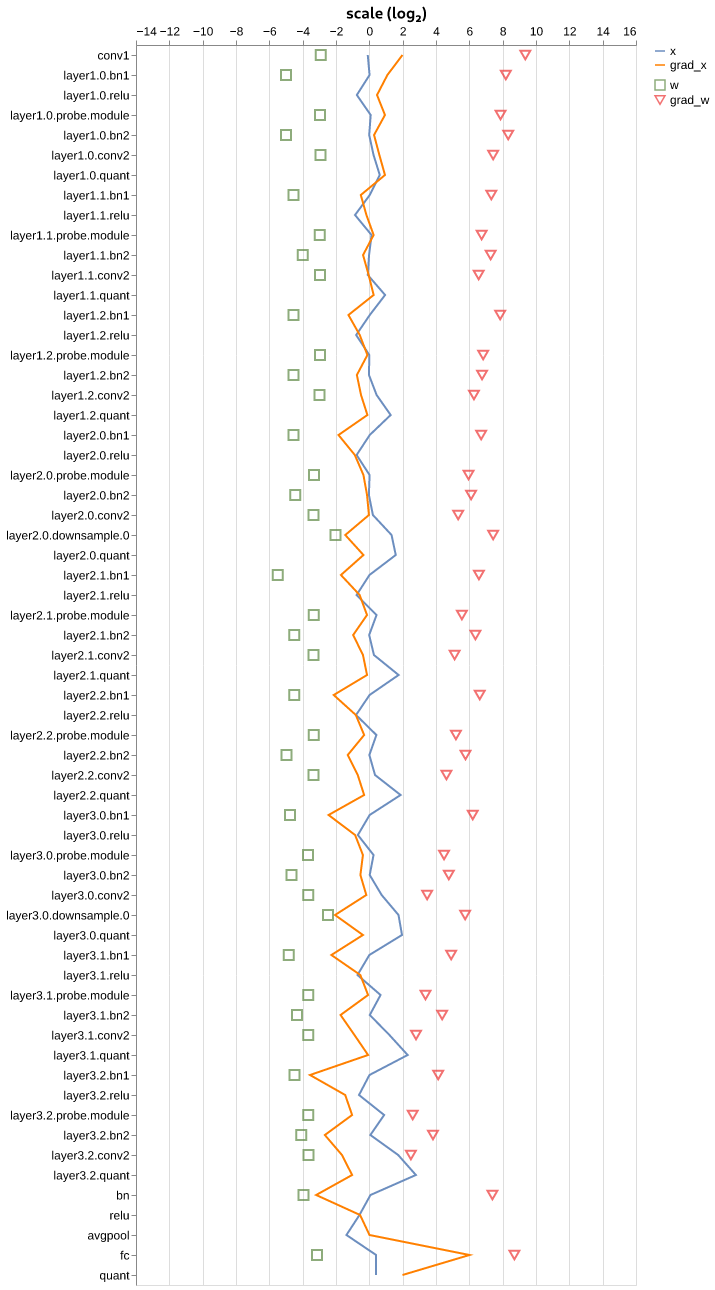 scale (log₂)
−14 −12 −10 −8 −6 −4 −2 0 2 4 6 8 10 12 14 16
x
grad_x
w
grad_w
conv1
layer1.0.bn1
layer1.0.relu
layer1.0.probe.module
layer1.0.bn2
layer1.0.conv2
layer1.0.quant
layer1.1.bn1
layer1.1.relu
layer1.1.probe.module
layer1.1.bn2
layer1.1.conv2
layer1.1.quant
layer1.2.bn1
layer1.2.relu
layer1.2.probe.module
layer1.2.bn2
layer1.2.conv2
layer1.2.quant
layer2.0.bn1
layer2.0.relu
layer2.0.probe.module
layer2.0.bn2
layer2.0.conv2
layer2.0.downsample.0
layer2.0.quant
layer2.1.bn1
layer2.1.relu
layer2.1.probe.module
layer2.1.bn2
layer2.1.conv2
layer2.1.quant
layer2.2.bn1
layer2.2.relu
layer2.2.probe.module
layer2.2.bn2
layer2.2.conv2
layer2.2.quant
layer3.0.bn1
layer3.0.relu
layer3.0.probe.module
layer3.0.bn2
layer3.0.conv2
layer3.0.downsample.0
layer3.0.quant
layer3.1.bn1
layer3.1.relu
layer3.1.probe.module
layer3.1.bn2
layer3.1.conv2
layer3.1.quant
layer3.2.bn1
layer3.2.relu
layer3.2.probe.module
layer3.2.bn2
layer3.2.conv2
layer3.2.quant
bn
relu
avgpool
fc
quant